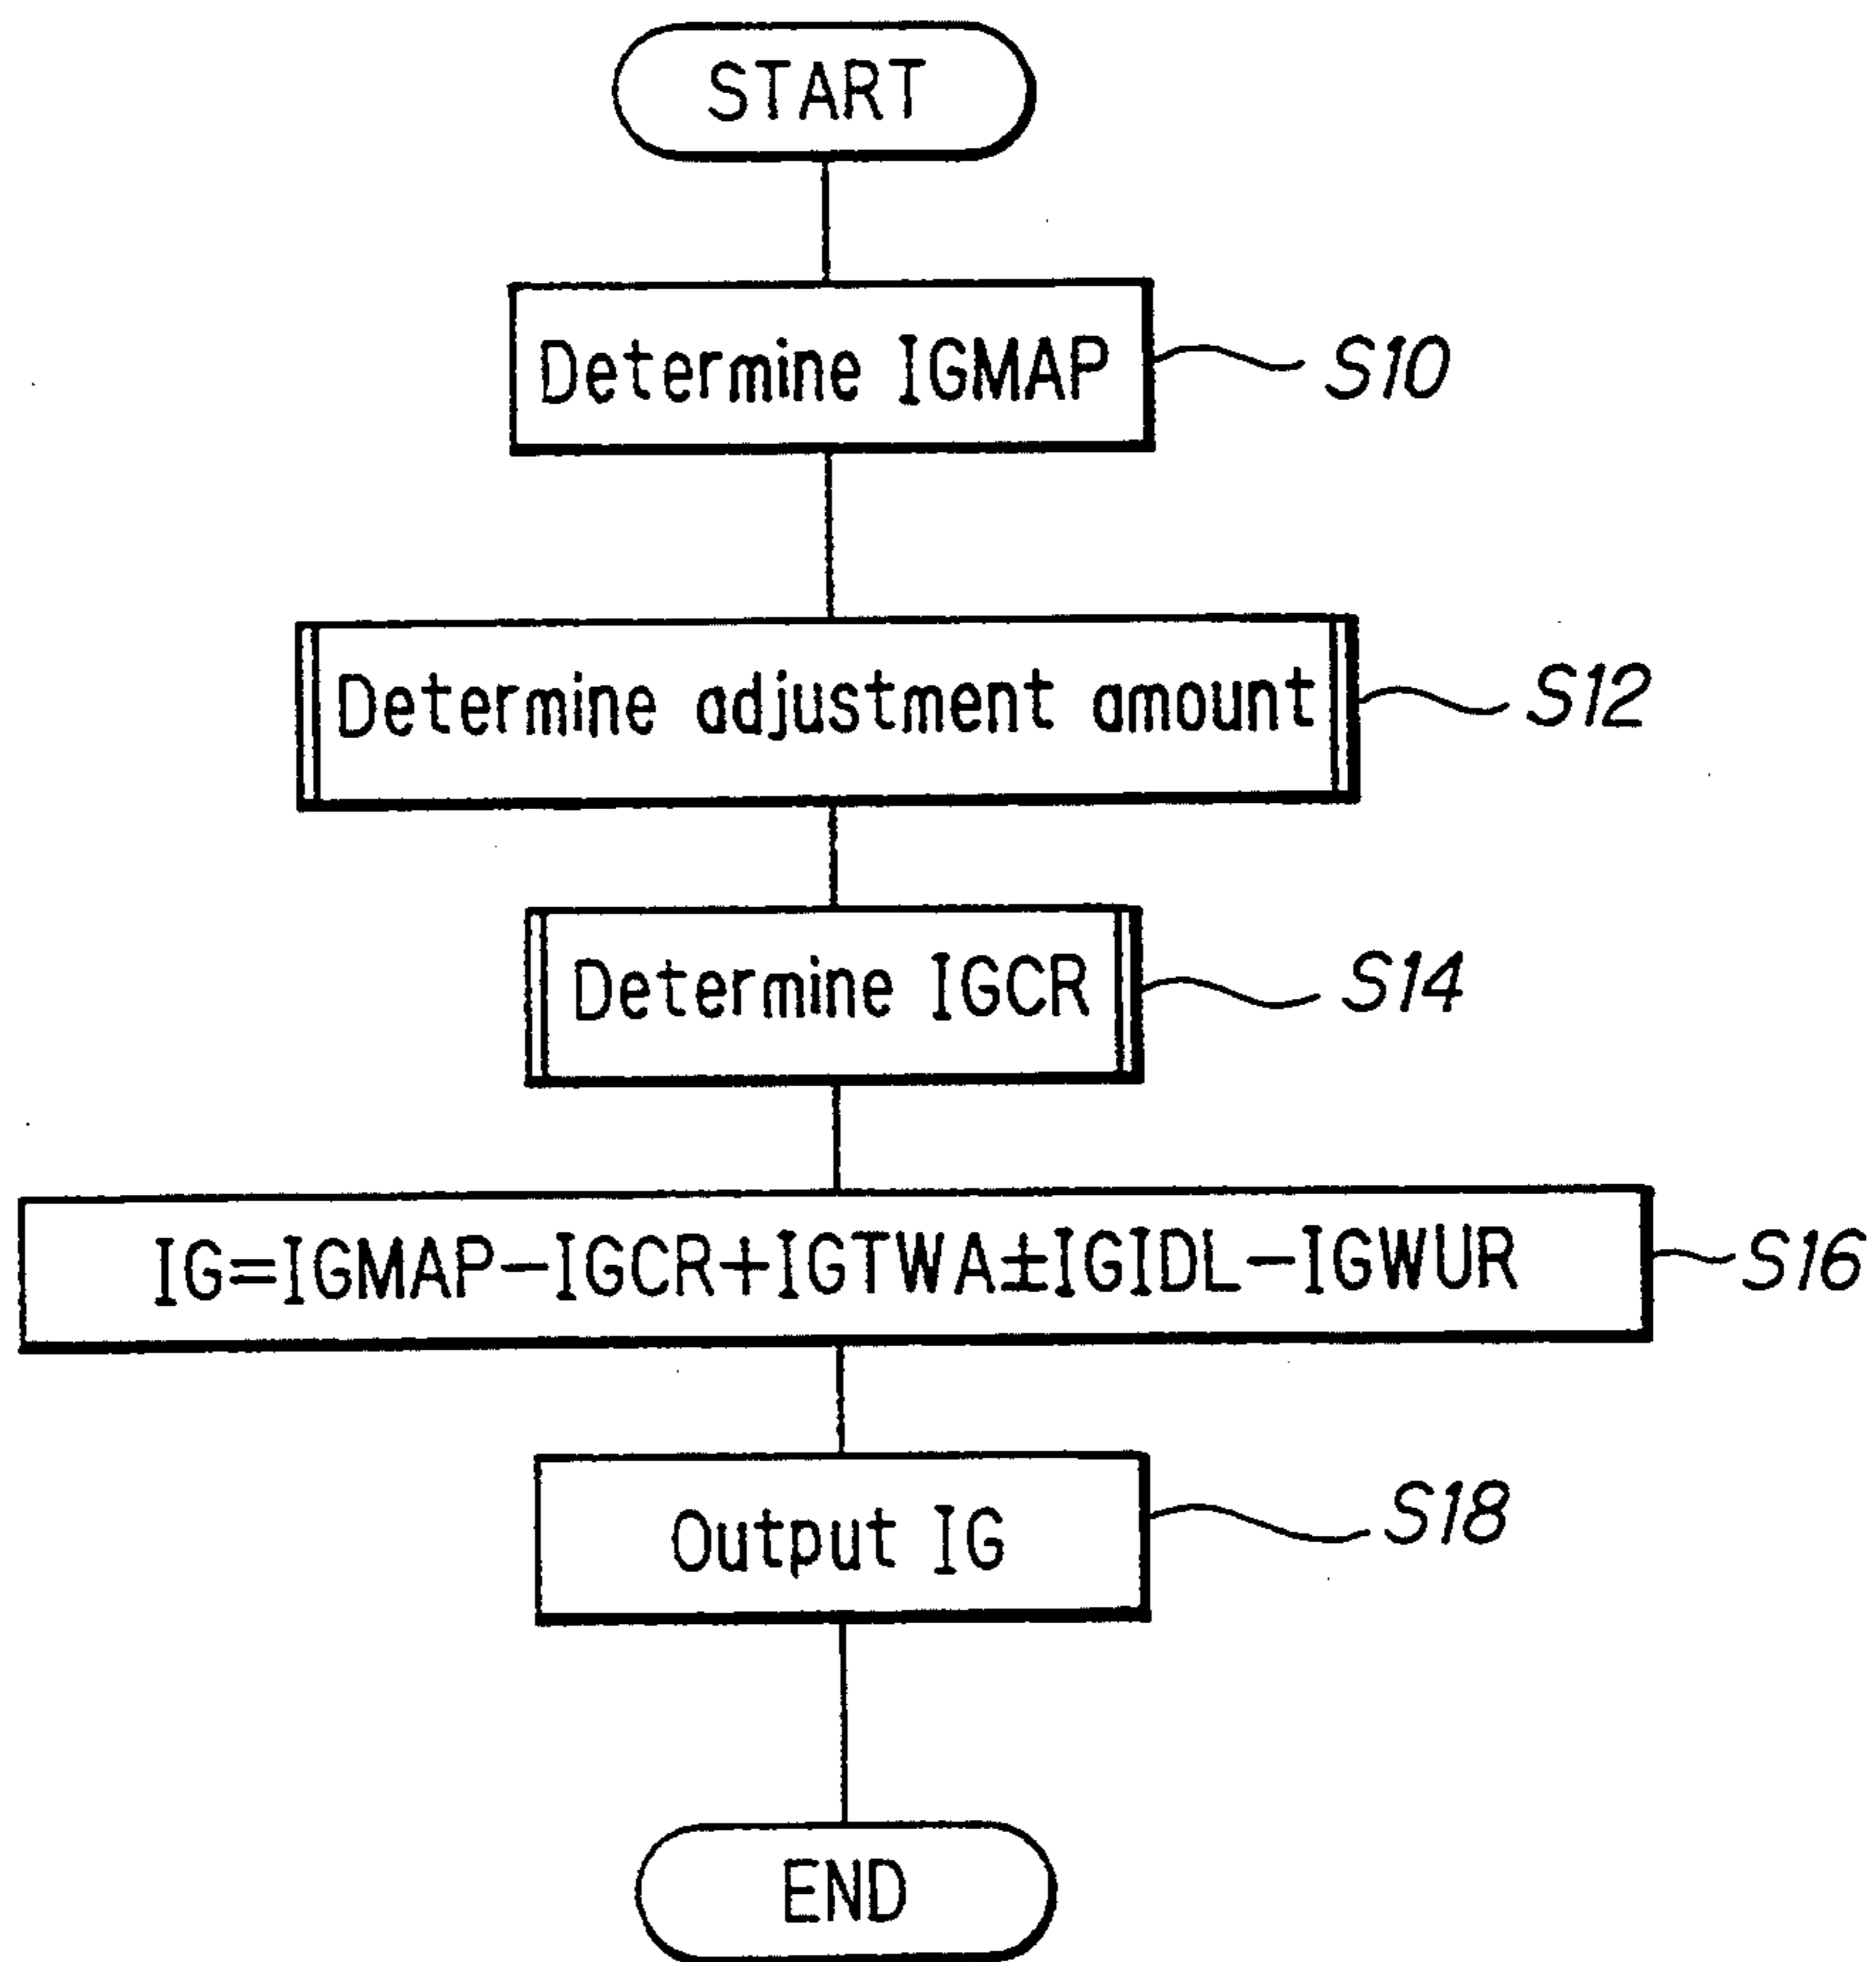 START
Determine IGMAP
S10
Determine adjustment amount
S12
Determine IGCR
S14
IG=IGMAP-IGCR+IGTWA±IGIDL-IGWUR
S16
Output IG
S18
END